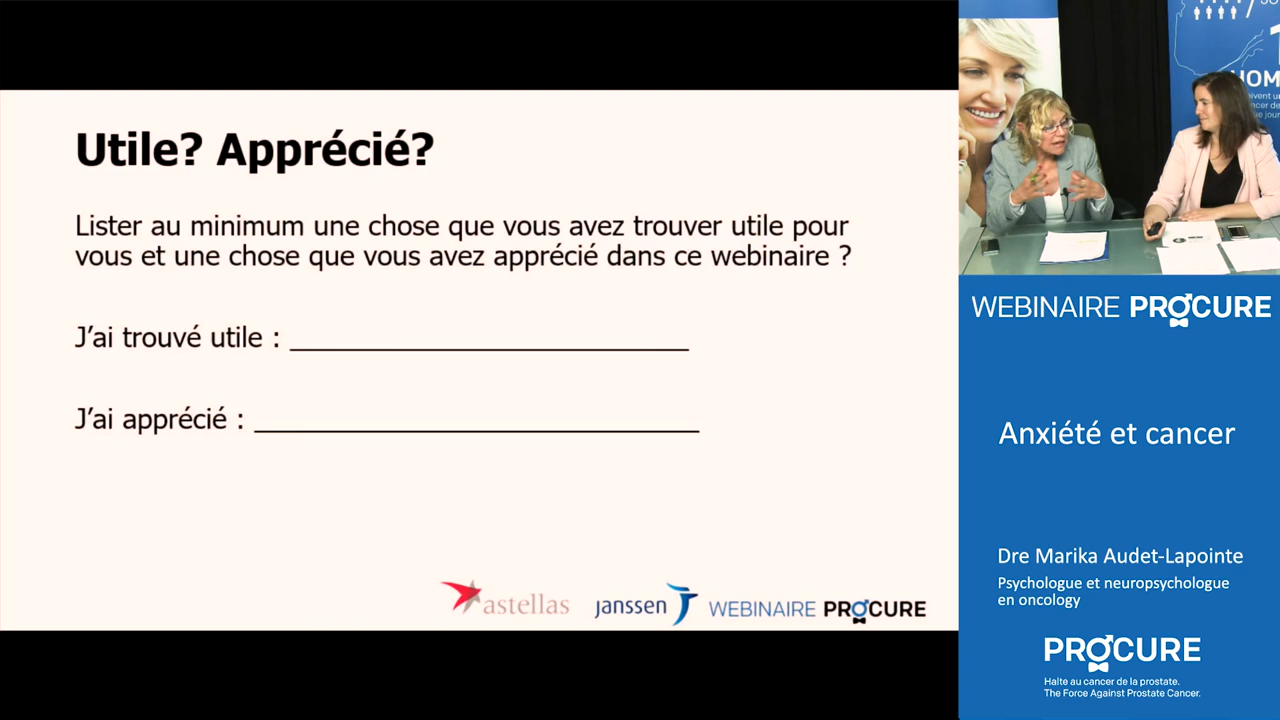 Utile? Apprécié?
Lister au minimum une chose que vous avez trouver utile pour
vous et une chose que vous avez apprécié dans ce webinaire ?
J’ai trouvé utile : ____________________________
J’ai apprécié : _______________________________
astellas
janssen
WEBINAIRE PROCURE
HOM
WEBINAIRE PROCURE
Anxiété et cancer
Dre Marika Audet-Lapointe
Psychologue et neuropsychologue
en oncology
PROCURE
Halte au cancer de la prostate.
The Force Against Prostate Cancer.